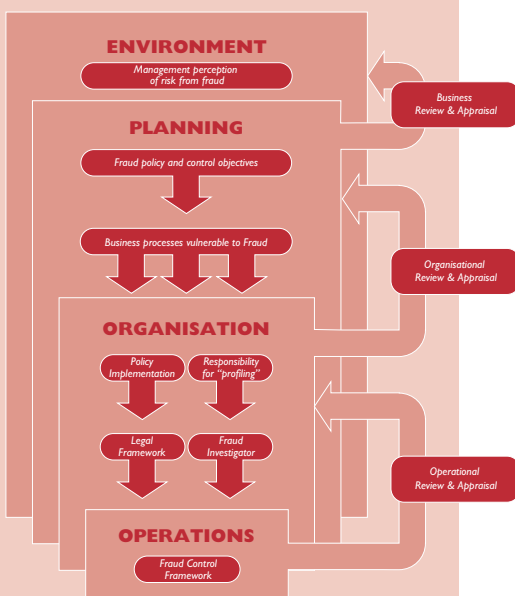 ENVIRONMENT
Management perception
of risk from fraud
Business
Review & Appraisal
PLANNING
Fraud policy and control objectives
Business processes vulnerable to Fraud
Organisational
Review & Appraisal
ORGANISATION
Policy
Implementation
Responsibility
for “profiling”
Legal
Framework
Fraud
Investigator
Operational
Review & Appraisal
OPERATIONS
Fraud Control
Framework